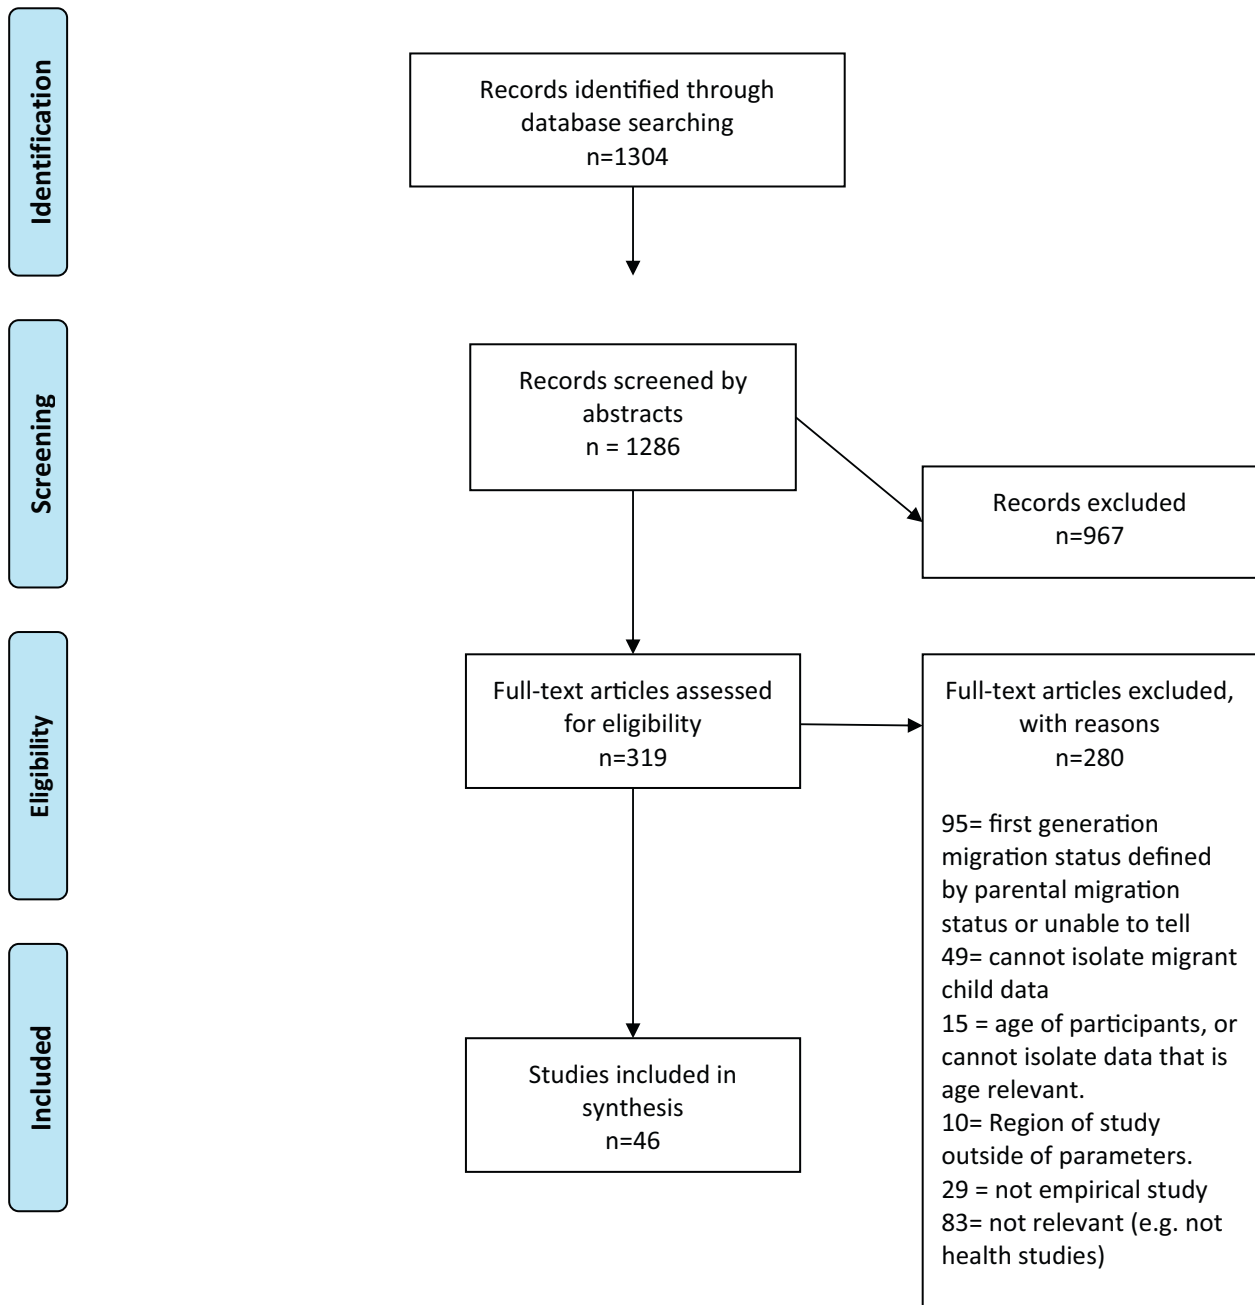 Identification
Records identified through
database searching
n=1304
Screening
Records screened by
abstracts
n = 1286
Records excluded
n=967
Eligibility
Full-text articles assessed
for eligibility
n=319
Full-text articles excluded,
with reasons
n=280
95= first generation
migration status defined
by parental migration
status or unable to tell
49= cannot isolate migrant
child data
15 = age of participants, or
cannot isolate data that is
age relevant.
10= Region of study
outside of parameters.
29 = not empirical study
83= not relevant (e.g. not
health studies)
Included
Studies included in
synthesis
n=46